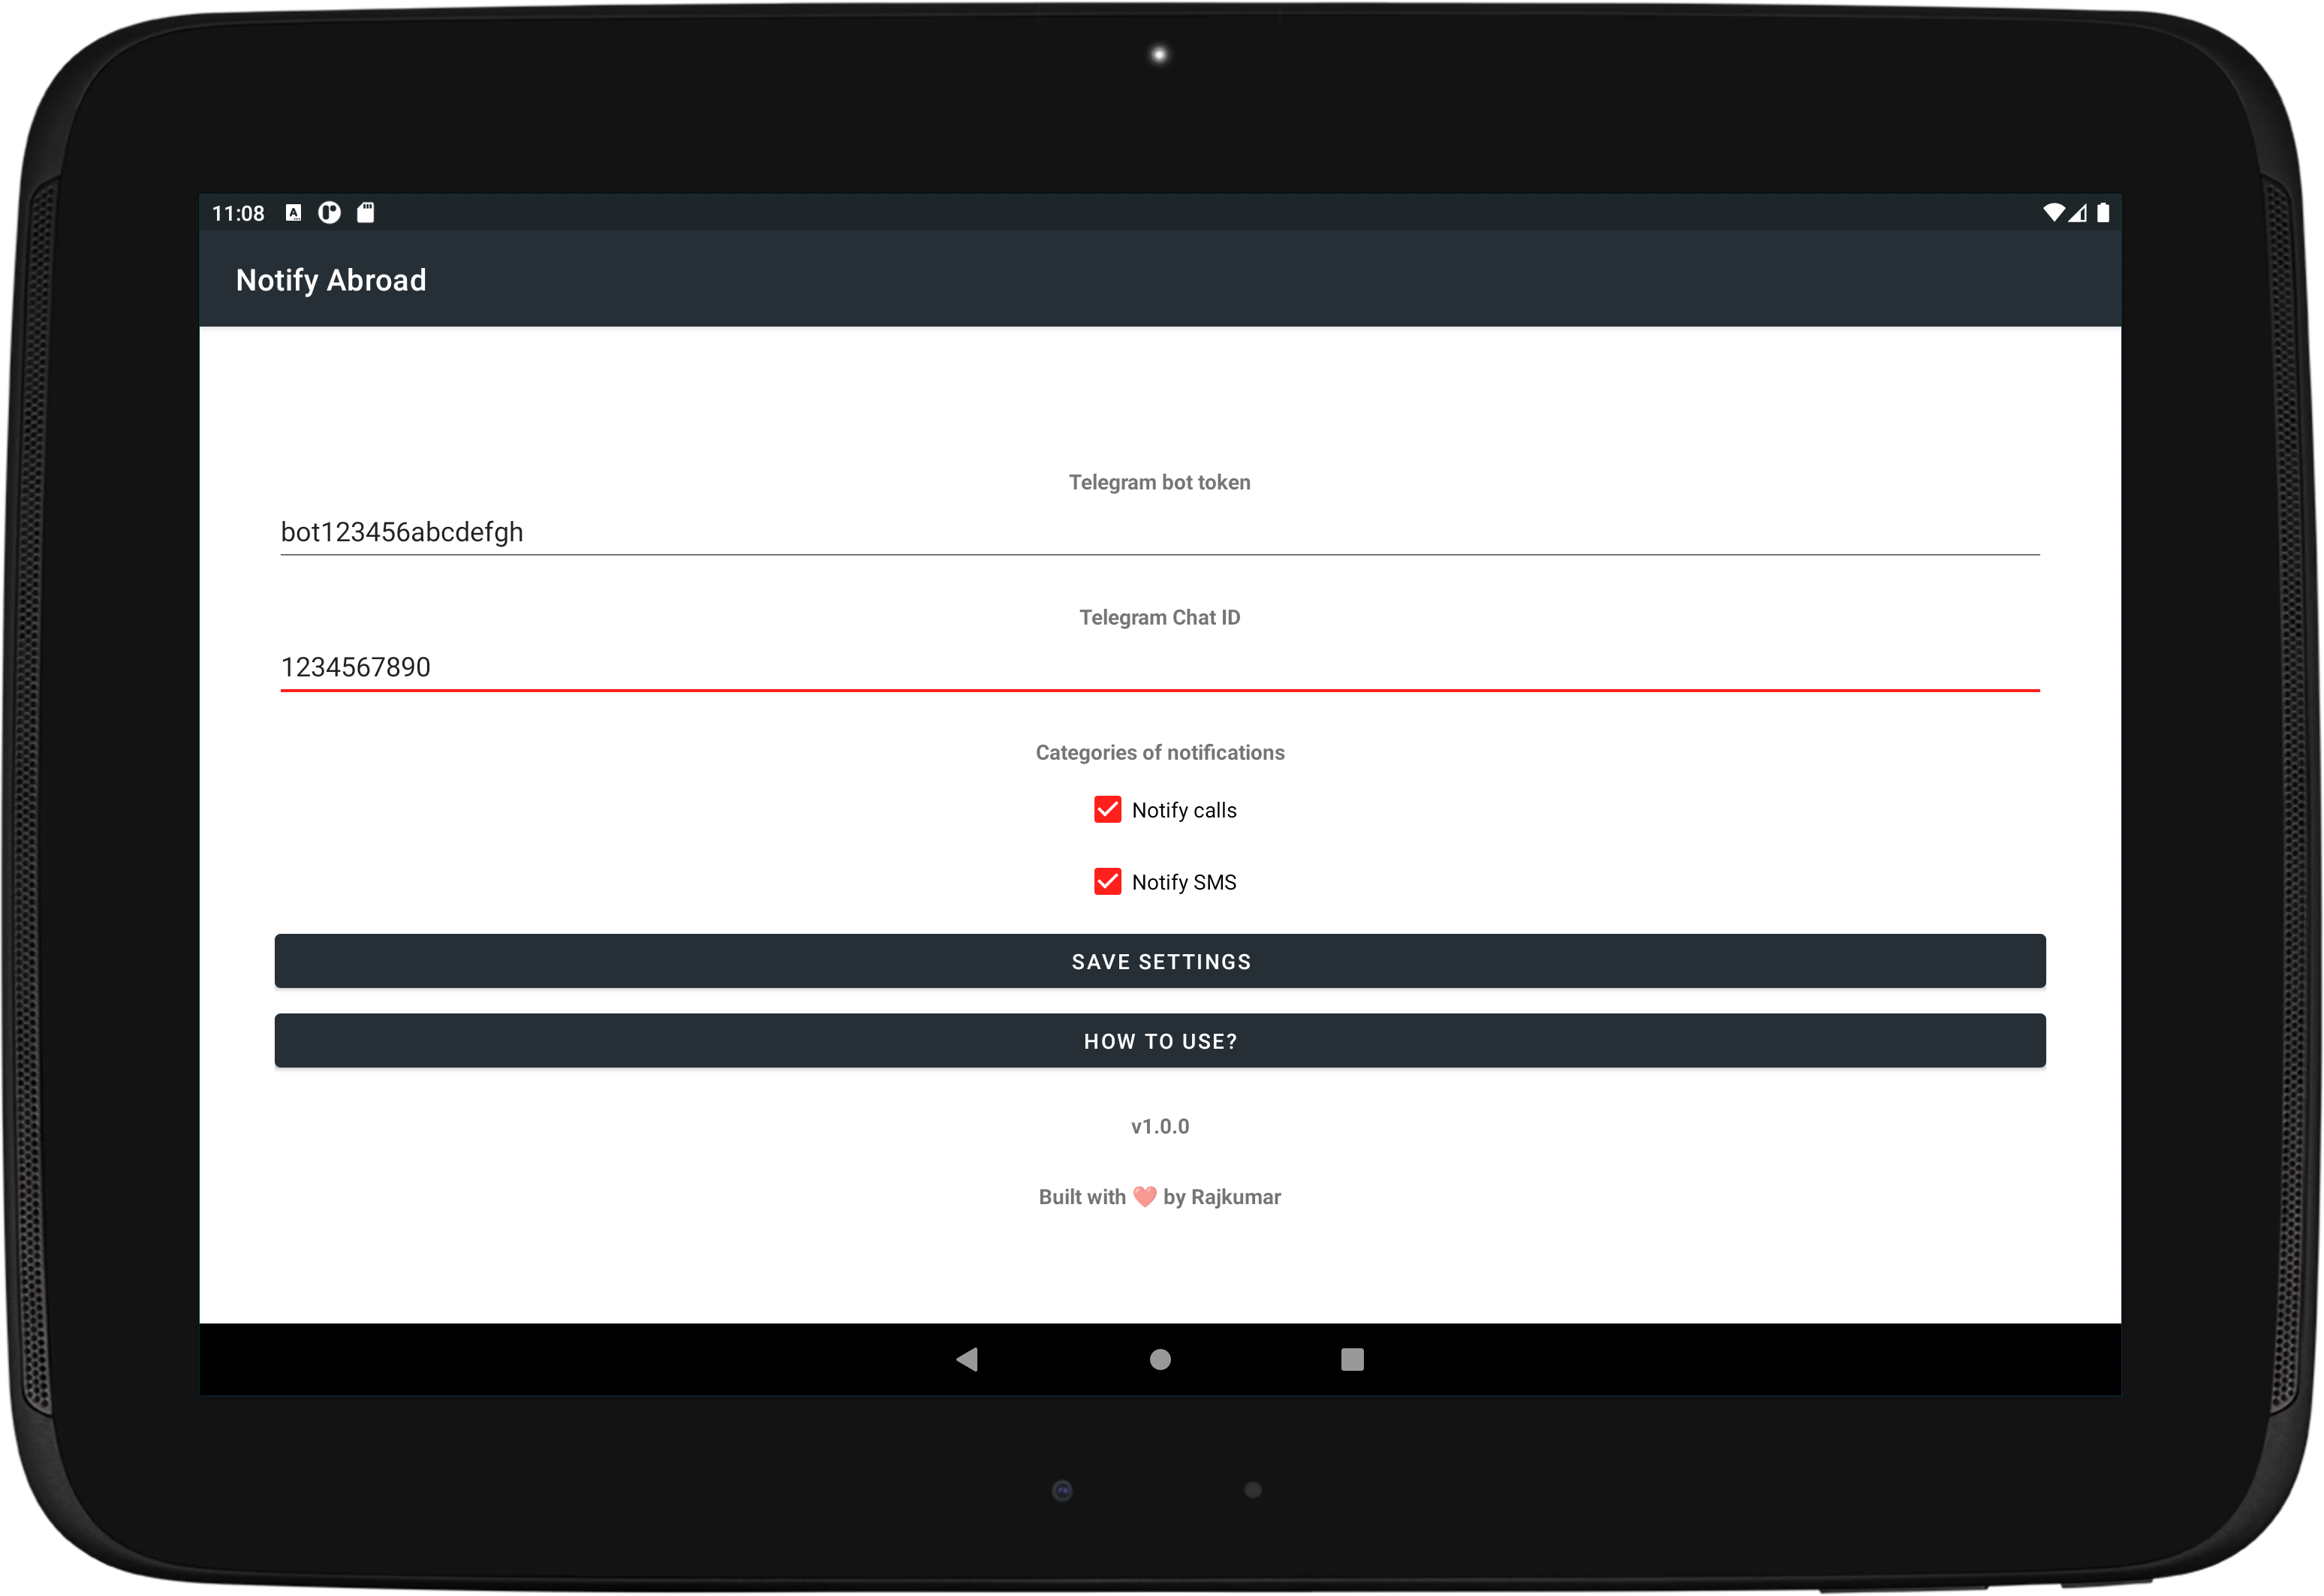 11:08
Notify Abroad
Telegram bot token
bot123456abcdefgh
Telegram Chat ID
1234567890
Categories of notifications
Notify calls
Notify SMS
SAVE SETTINGS
HOW TO USE?
v1.0.0
Built with ❤️ by Rajkumar